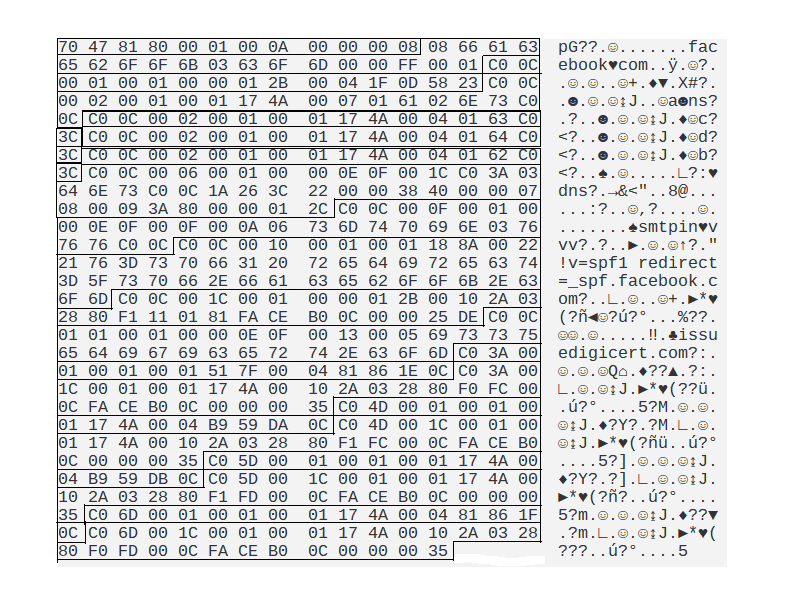 70 47 81 80 00 01 00 0A 00 00 00 08 08 66 61 63 pG??.☺.......fac
65 62 6F 6F 6B 03 63 6F 6D 00 00 FF 00 01 C0 0C ebook♥com..ÿ.☺?.
00 01 00 01 00 00 01 2B 00 04 1F 0D 58 23 C0 0C .☺.☺..☺+.♦▼.X#?.
00 02 00 01 00 01 17 4A 00 07 01 61 02 6E 73 C0 .☻.☺.☺↨J..☺a☻ns?
0C C0 0C 00 02 00 01 00 01 17 4A 00 04 01 63 C0 .?..☻.☺.☺↨J.♦☺c?
3C C0 0C 00 02 00 01 00 01 17 4A 00 04 01 64 C0 <?..☻.☺.☺↨J.♦☺d?
3C C0 0C 00 02 00 01 00 01 17 4A 00 04 01 62 C0 <?..☻.☺.☺↨J.♦☺b?
3C C0 0C 00 06 00 01 00 00 0E 0F 00 1C C0 3A 03 <?..♠.☺.....∟?:♥
64 6E 73 C0 0C 1A 26 3C 22 00 00 38 40 00 00 07 dns?.→&<"..8@...
08 00 09 3A 80 00 00 01 2C C0 0C 00 0F 00 01 00 ...:?..☺,?....☺.
00 0E 0F 00 0F 00 0A 06 73 6D 74 70 69 6E 03 76 .......♠smtpin♥v
76 76 C0 0C C0 0C 00 10 00 01 00 01 18 8A 00 22 vv?.?..►.☺.☺↑?."
21 76 3D 73 70 66 31 20 72 65 64 69 72 65 63 74 !v=spf1 redirect
3D 5F 73 70 66 2E 66 61 63 65 62 6F 6F 6B 2E 63 =_spf.facebook.c
6F 6D C0 0C 00 1C 00 01 00 00 01 2B 00 10 2A 03 om?..∟.☺..☺+.►*♥
28 80 F1 11 01 81 FA CE B0 0C 00 00 25 DE C0 0C (?ñ◄☺?ú?°...%??.
01 01 00 01 00 00 0E 0F 00 13 00 05 69 73 73 75 ☺☺.☺.....‼.♣issu
65 64 69 67 69 63 65 72 74 2E 63 6F 6D C0 3A 00 edigicert.com?:.
01 00 01 00 01 51 7F 00 04 81 86 1E 0C C0 3A 00 .☺.☺.☺Q⌂.♦??▲.?:.
1C 00 01 00 01 17 4A 00 10 2A 03 28 80 F0 FC 00 ∟.☺.☺↨J.►*♥(??ü.
0C FA CE B0 0C 00 00 00 35 C0 4D 00 01 00 01 00 .ú?°....5?M.☺.☺.
01 17 4A 00 04 B9 59 DA 0C C0 4D 00 1C 00 01 00 ☺↨J.♦?Y?.?M.∟.☺.
01 17 4A 00 10 2A 03 28 80 F1 FC 00 0C FA CE B0 ☺↨J.►*♥(?ñü..ú?°
0C 00 00 00 35 C0 5D 00 01 00 01 00 01 17 4A 00 ....5?].☺.☺.☺↨J.
04 B9 59 DB 0C C0 5D 00 1C 00 01 00 01 17 4A 00 ♦?Y?.?].∟.☺.☺↨J.
10 2A 03 28 80 F1 FD 00 0C FA CE B0 0C 00 00 00 ►*♥(?ñ?..ú?°....
35 C0 6D 00 01 00 01 00 01 17 4A 00 04 81 86 1F 5?m.☺.☺.☺↨J.♦??▼
0C C0 6D 00 1C 00 01 00 01 17 4A 00 10 2A 03 28 .?m.∟.☺.☺↨J.►*♥(
80 F0 FD 00 0C FA CE B0 0C 00 00 00 35 ???..ú?°....5